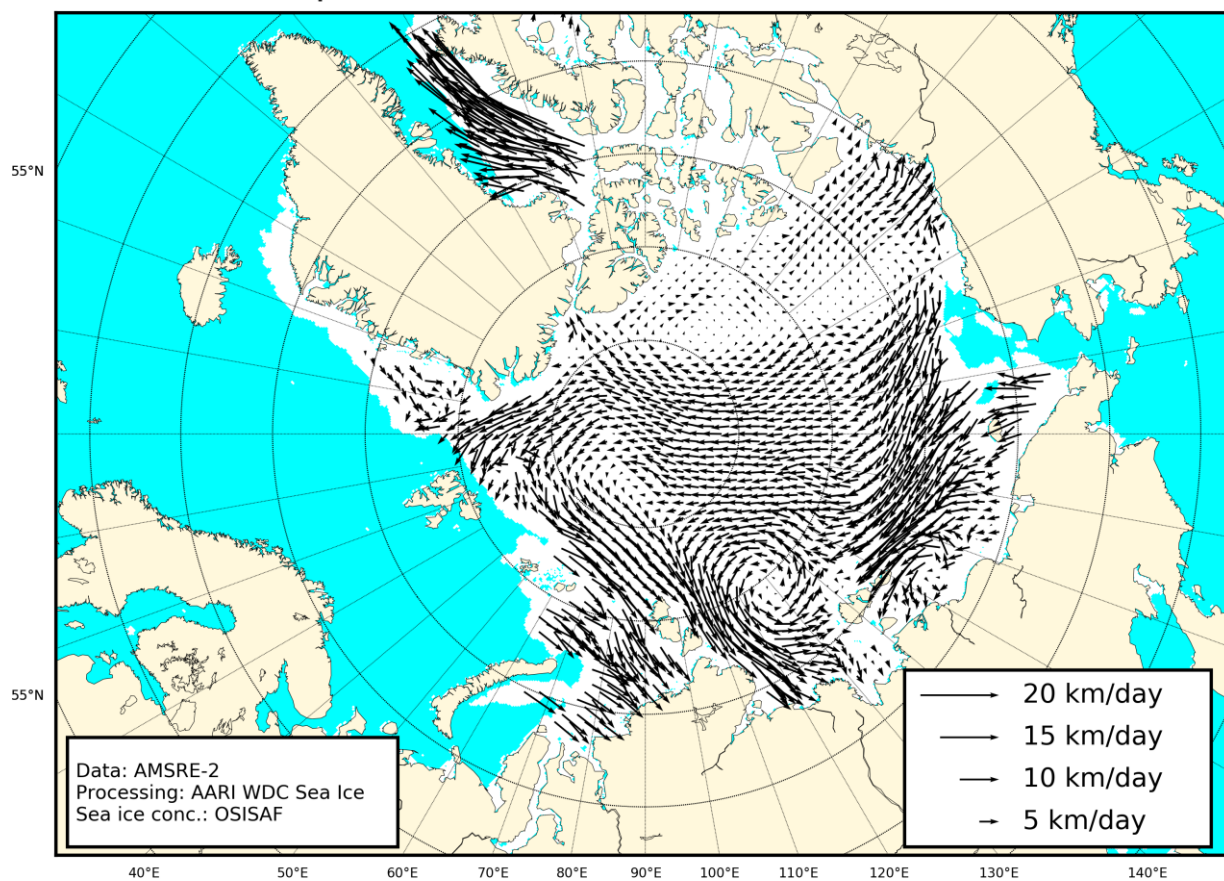 55°N
55°N
20 km/day
15 km/day
10 km/day
5 km/day
Data: AMSRE-2
Processing: AARI WDC Sea Ice
Sea ice conc.: OSISAF
40°E 50°E 60°E 70°E 80°E 90°E 100°E 110°E 120°E 130°E 140°E